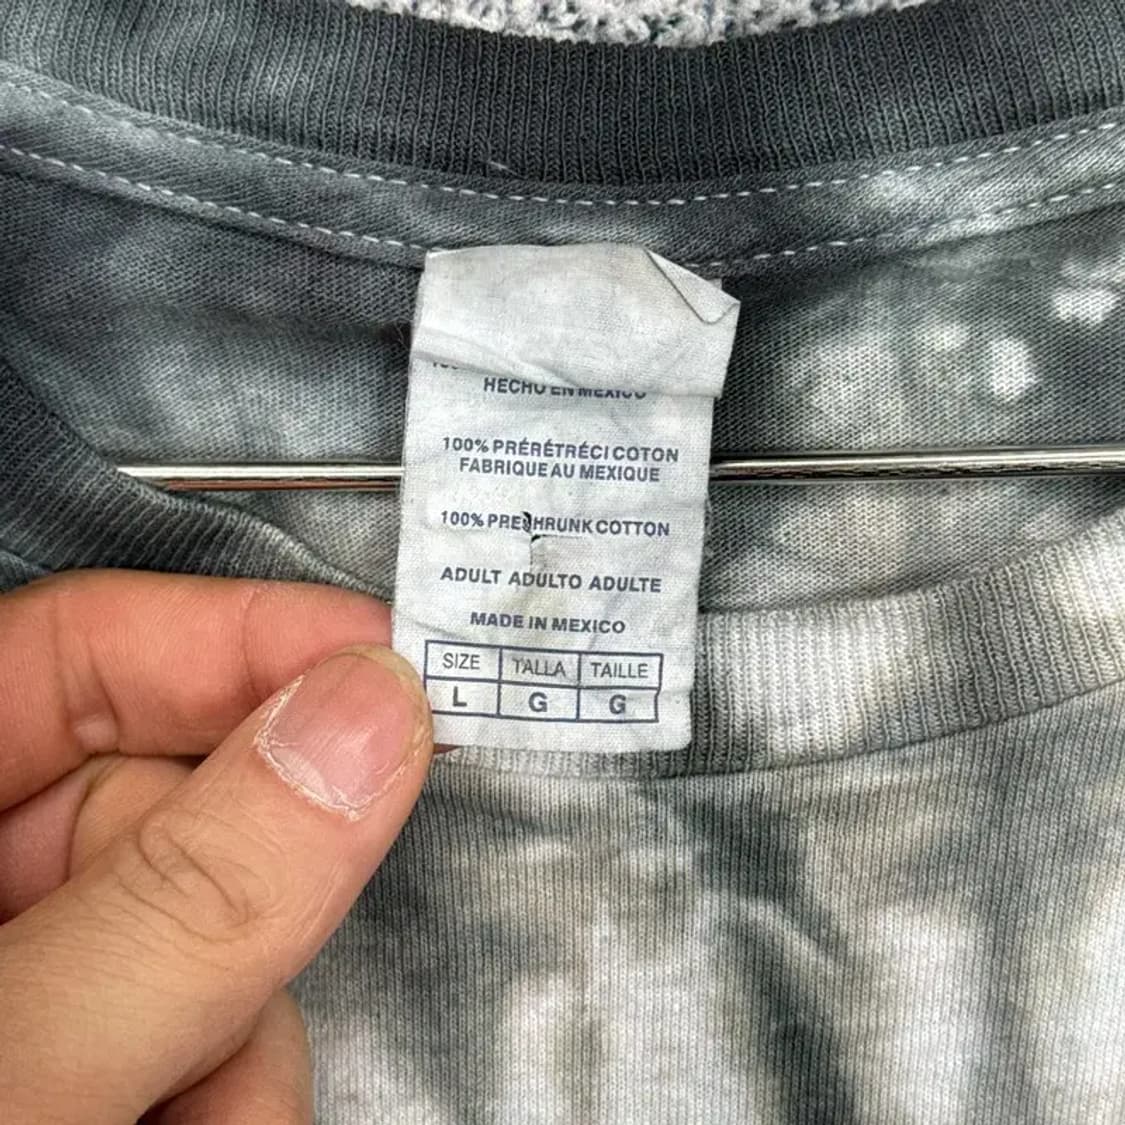 HECHO EN MEXICO
100% PRÉRÉTRÉCI COTON
FABRIQUE AU MEXIQUE
100% PRESHRUNK COTTON
ADULT ADULTO ADULTE
MADE IN MEXICO
SIZE TALLA TAILLE
L G G